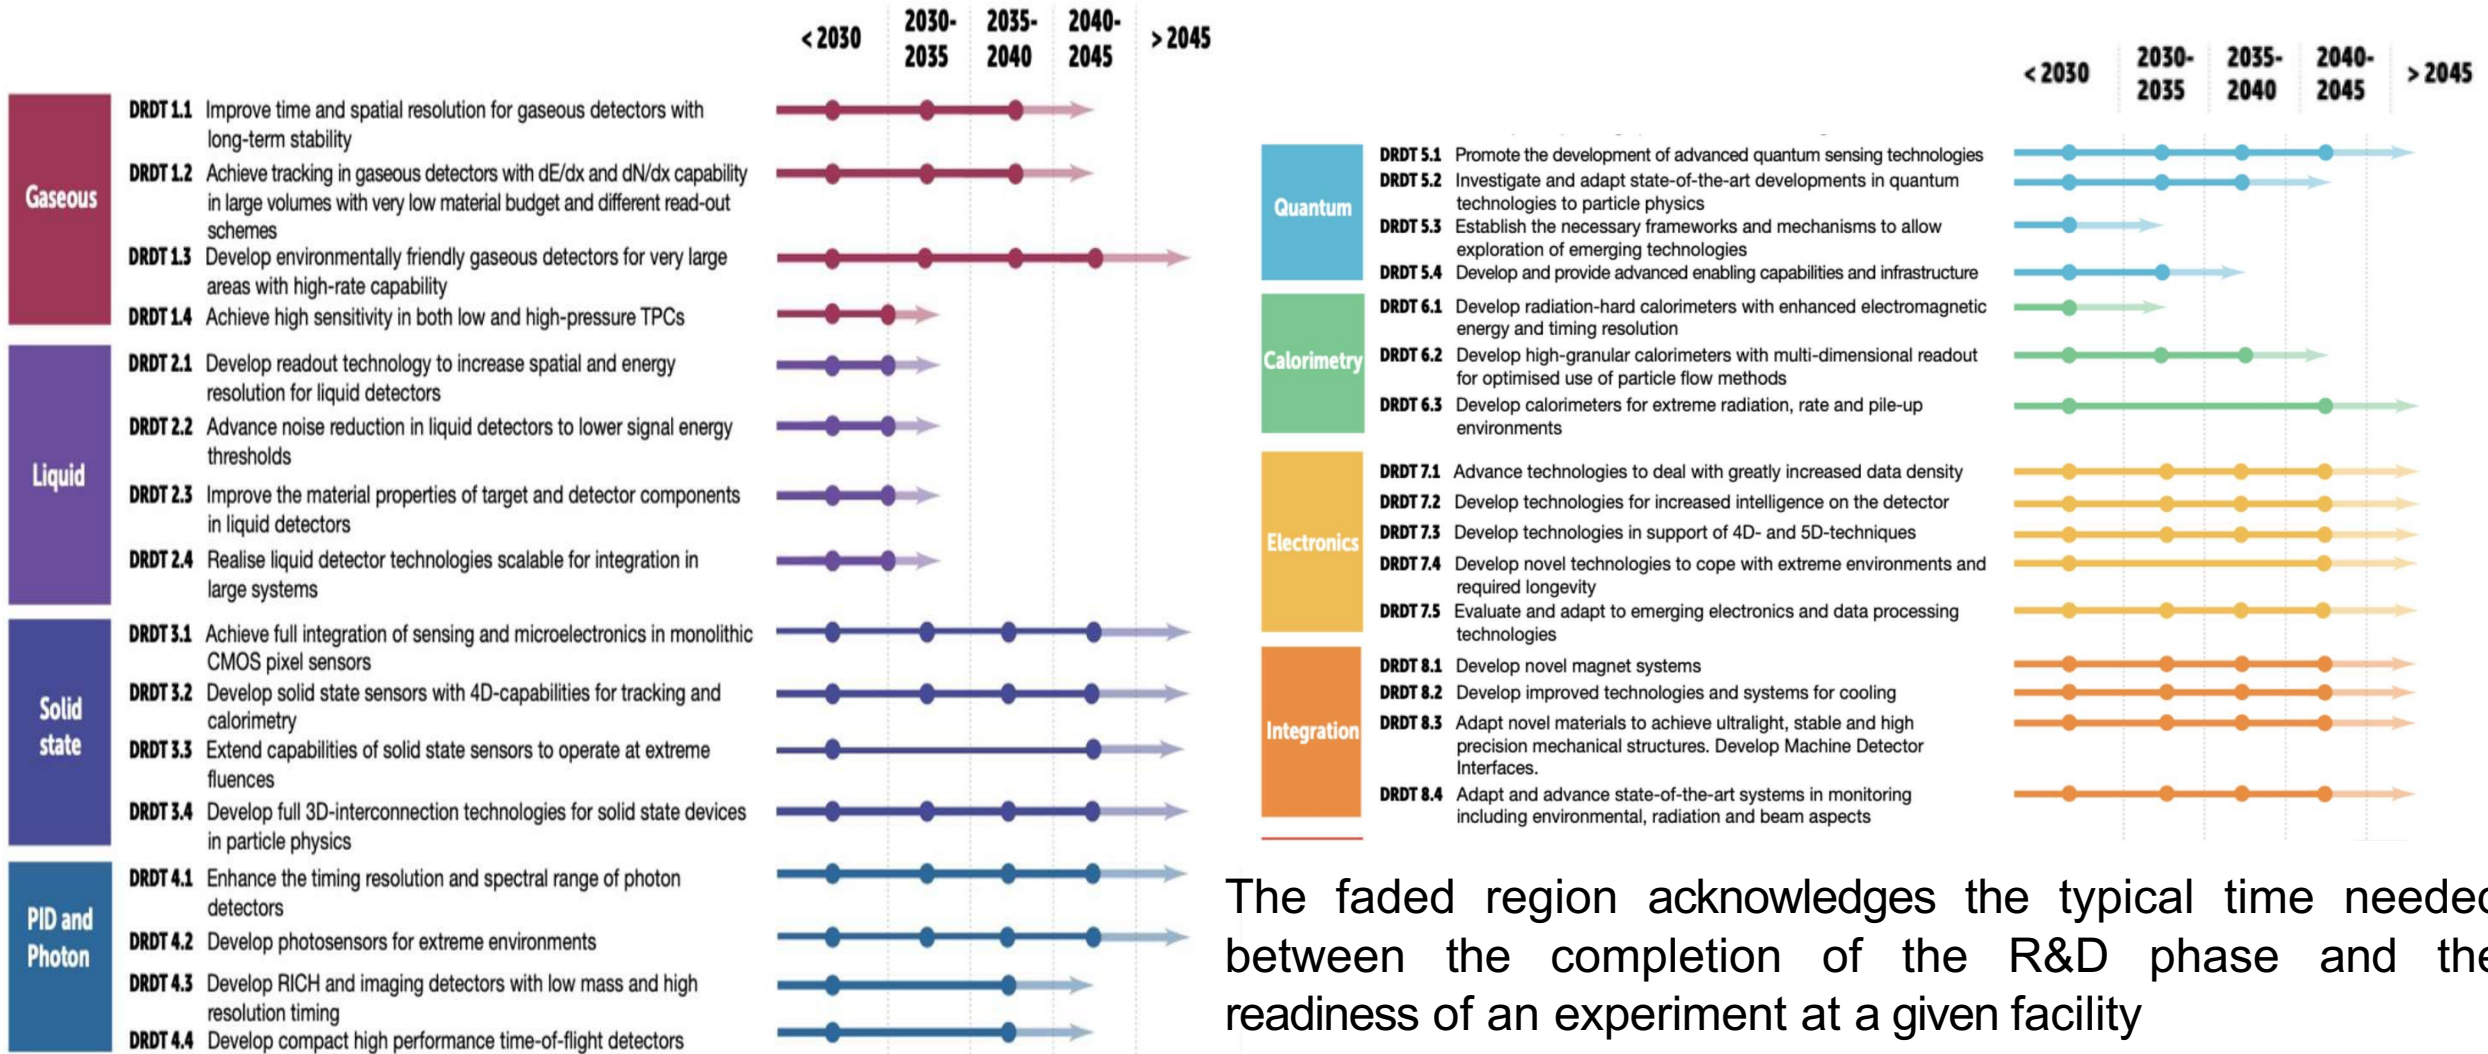 < 2030
2030-
2035
2035-
2040
2040-
2045
> 2045
Gaseous
DRDT 1.1 Improve time and spatial resolution for gaseous detectors with
long-term stability
DRDT 1.2 Achieve tracking in gaseous detectors with dE/dx and dN/dx capability
in large volumes with very low material budget and different read-out
schemes
DRDT 1.3 Develop environmentally friendly gaseous detectors for very large
areas with high-rate capability
DRDT 1.4 Achieve high sensitivity in both low and high-pressure TPCs
Liquid
DRDT 2.1 Develop readout technology to increase spatial and energy
resolution for liquid detectors
DRDT 2.2 Advance noise reduction in liquid detectors to lower signal energy
thresholds
DRDT 2.3 Improve the material properties of target and detector components
in liquid detectors
DRDT 2.4 Realise liquid detector technologies scalable for integration in
large systems
Solid
state
DRDT 3.1 Achieve full integration of sensing and microelectronics in monolithic
CMOS pixel sensors
DRDT 3.2 Develop solid state sensors with 4D-capabilities for tracking and
calorimetry
DRDT 3.3 Extend capabilities of solid state sensors to operate at extreme
fluences
DRDT 3.4 Develop full 3D-interconnection technologies for solid state devices
in particle physics
PID and
Photon
DRDT 4.1 Enhance the timing resolution and spectral range of photon
detectors
DRDT 4.2 Develop photosensors for extreme environments
DRDT 4.3 Develop RICH and imaging detectors with low mass and high
resolution timing
DRDT 4.4 Develop compact high performance time-of-flight detectors
< 2030
2030-
2035
2035-
2040
2040-
2045
> 2045
Quantum
DRDT 5.1 Promote the development of advanced quantum sensing technologies
DRDT 5.2 Investigate and adapt state-of-the-art developments in quantum
technologies to particle physics
DRDT 5.3 Establish the necessary frameworks and mechanisms to allow
exploration of emerging technologies
DRDT 5.4 Develop and provide advanced enabling capabilities and infrastructure
Calorimetry
DRDT 6.1 Develop radiation-hard calorimeters with enhanced electromagnetic
energy and timing resolution
DRDT 6.2 Develop high-granular calorimeters with multi-dimensional readout
for optimised use of particle flow methods
DRDT 6.3 Develop calorimeters for extreme radiation, rate and pile-up
environments
Electronics
DRDT 7.1 Advance technologies to deal with greatly increased data density
DRDT 7.2 Develop technologies for increased intelligence on the detector
DRDT 7.3 Develop technologies in support of 4D- and 5D-techniques
DRDT 7.4 Develop novel technologies to cope with extreme environments and
required longevity
DRDT 7.5 Evaluate and adapt to emerging electronics and data processing
technologies
Integration
DRDT 8.1 Develop novel magnet systems
DRDT 8.2 Develop improved technologies and systems for cooling
DRDT 8.3 Adapt novel materials to achieve ultralight, stable and high
precision mechanical structures. Develop Machine Detector
Interfaces.
DRDT 8.4 Adapt and advance state-of-the-art systems in monitoring
including environmental, radiation and beam aspects
The faded region acknowledges the typical time needed
between the completion of the R&D phase and the
readiness of an experiment at a given facility